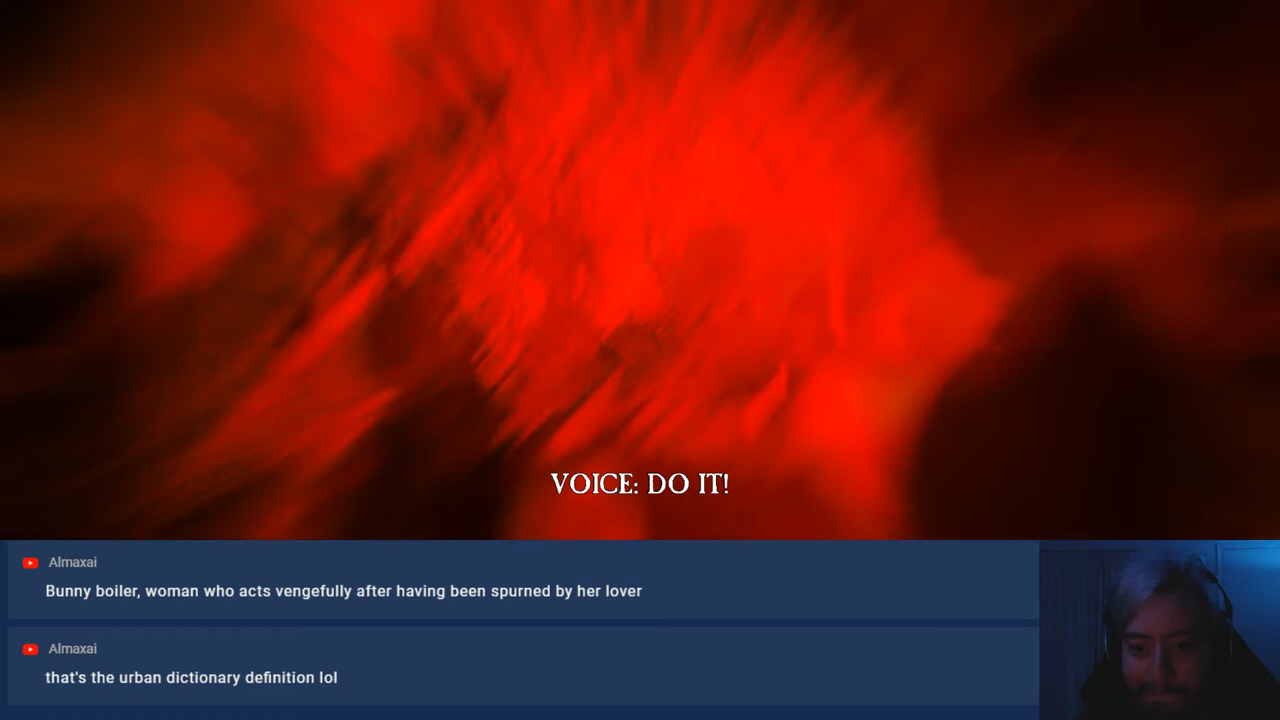 VOICE: DO IT!
Almaxai
Bunny boiler, woman who acts vengefully after having been spurned by her lover
Almaxai
that's the urban dictionary definition lol